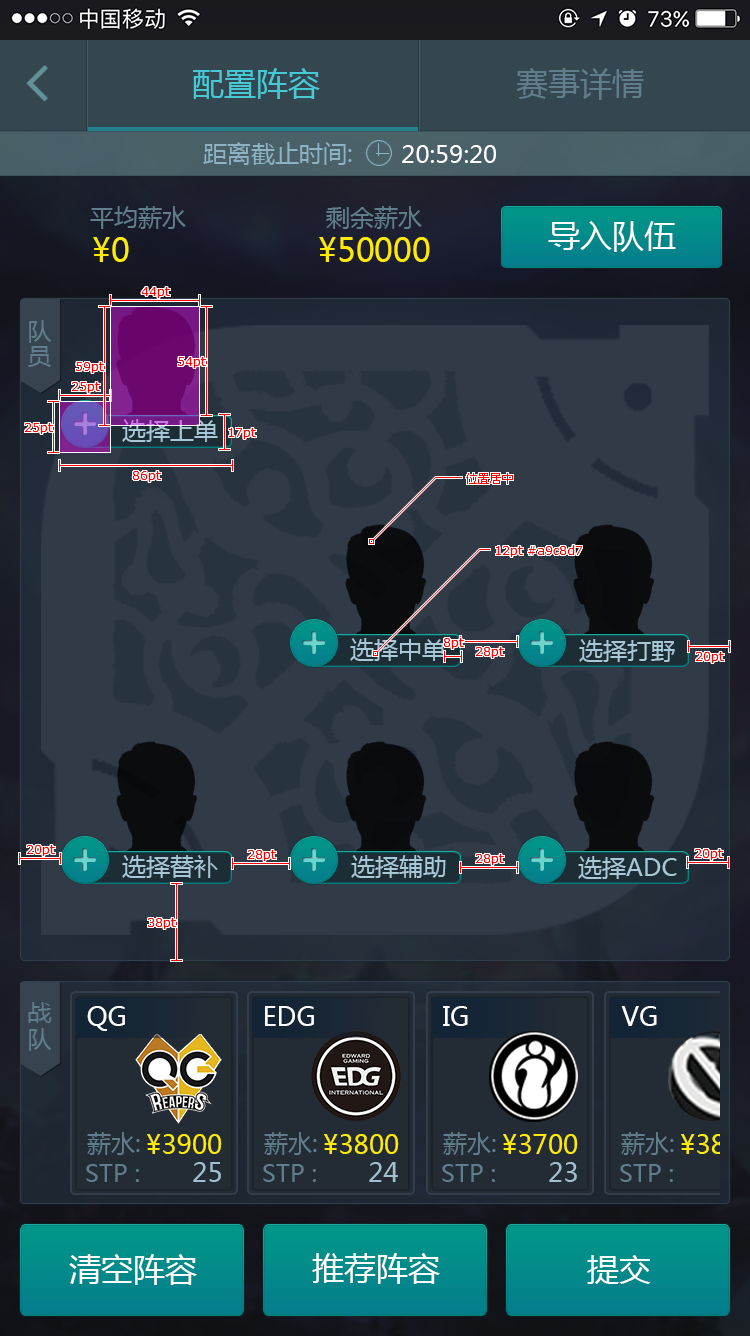 中国移动 73%
配置阵容 赛事详情
距离截止时间: 20:59:20
平均薪水 剩余薪水
¥0 ¥50000 导入队伍
队员
44pt
59pt 54pt
25pt
25pt 选择上单 17pt
86pt
位置居中
12pt #a9c8d7
选择中单 8pt 28pt 选择打野 20pt
20pt 选择替补 28pt 选择辅助 28pt 选择ADC 20pt
38pt
战队
QG EDG IG VG
QG REAPERS
EDWARD GAMING
EDG
INTERNATIONAL
薪水: ¥3900 薪水: ¥3800 薪水: ¥3700 薪水: ¥38
STP : 25 STP : 24 STP : 23 STP :
清空阵容 推荐阵容 提交